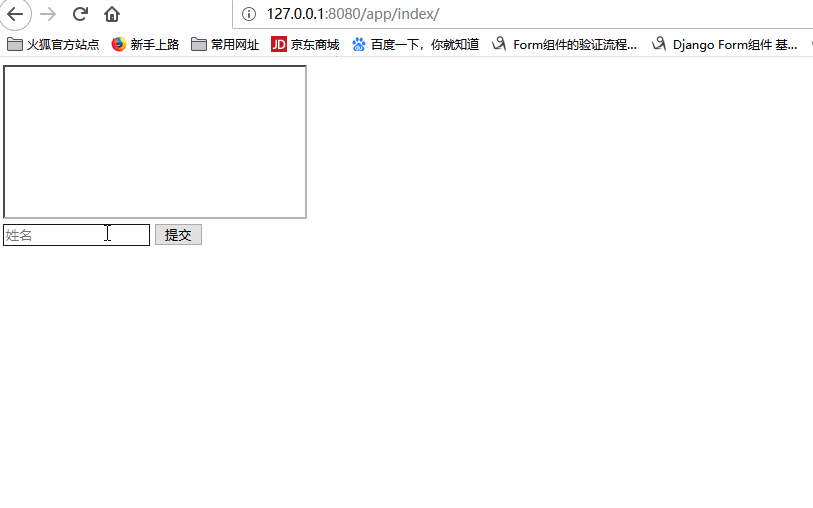 127.0.0.1:8080/app/index/
火狐官方站点 新手上路 常用网址 JD 京东商城 百度一下，你就知道 Form组件的验证流程... Django Form组件 基...
姓名 提交